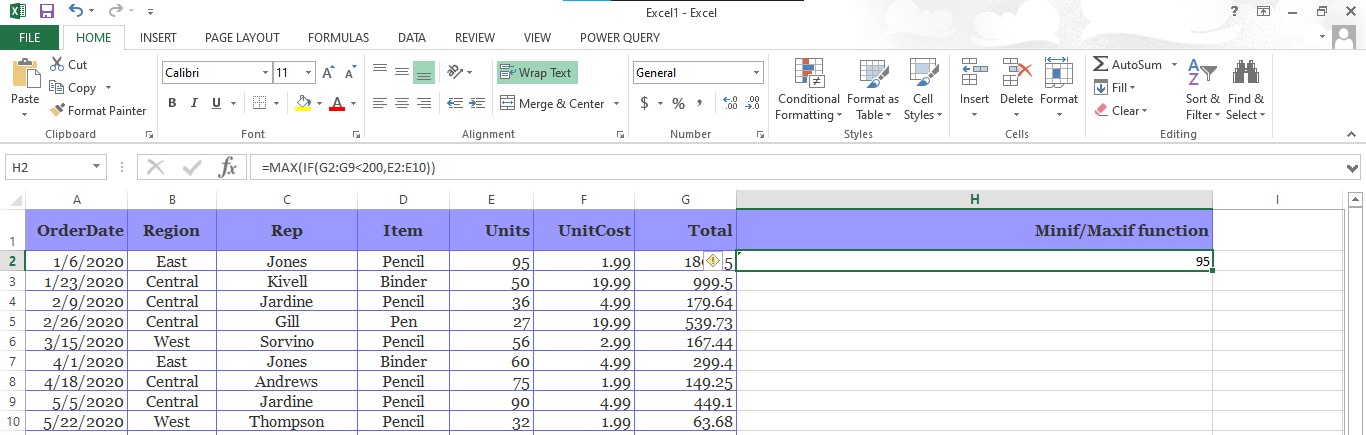 Excel1 - Excel
FILE HOME INSERT PAGE LAYOUT FORMULAS DATA REVIEW VIEW POWER QUERY
Cut
Copy
Format Painter
Paste
Calibri 11 A A
B I U A
Wrap Text
Merge & Center
General
$ % , .0 .00 .00 .0
Conditional Formatting
Format as Table
Cell Styles
Insert Delete Format
AutoSum
Fill
Clear
Sort & Filter
Find & Select
Clipboard Font Alignment Number Styles Cells Editing
H2 fx =MAX(IF(G2:G9<200,E2:E10))
A B C D E F G H I
1 OrderDate Region Rep Item Units UnitCost Total Minif/Maxif function
2 1/6/2020 East Jones Pencil 95 1.99 95
3 1/23/2020 Central Kivell Binder 50 19.99 999.5
4 2/9/2020 Central Jardine Pencil 36 4.99 179.64
5 2/26/2020 Central Gill Pen 27 19.99 539.73
6 3/15/2020 West Sorvino Pencil 56 2.99 167.44
7 4/1/2020 East Jones Binder 60 4.99 299.4
8 4/18/2020 Central Andrews Pencil 75 1.99 149.25
9 5/5/2020 Central Jardine Pencil 90 4.99 449.1
10 5/22/2020 West Thompson Pencil 32 1.99 63.68